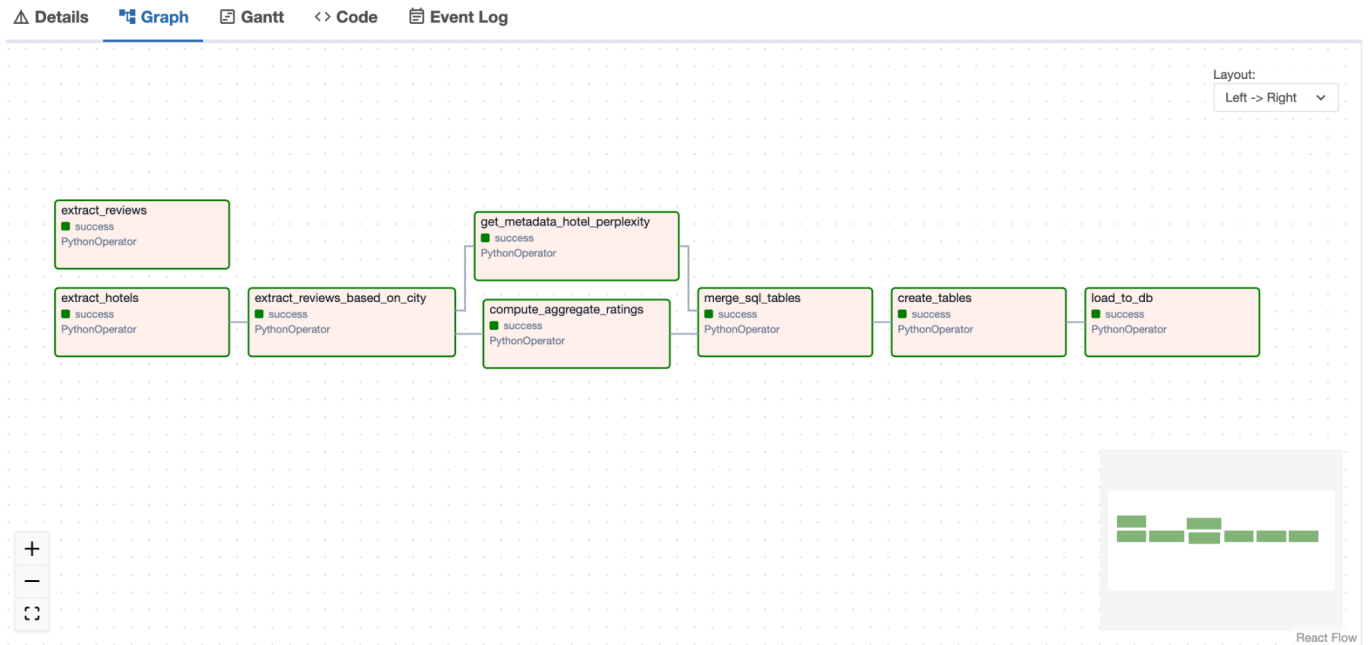 Details Graph Gantt Code Event Log
Layout:
Left -> Right
extract_reviews
success
PythonOperator
extract_hotels
success
PythonOperator
extract_reviews_based_on_city
success
PythonOperator
get_metadata_hotel_perplexity
success
PythonOperator
compute_aggregate_ratings
success
PythonOperator
merge_sql_tables
success
PythonOperator
create_tables
success
PythonOperator
load_to_db
success
PythonOperator
React Flow